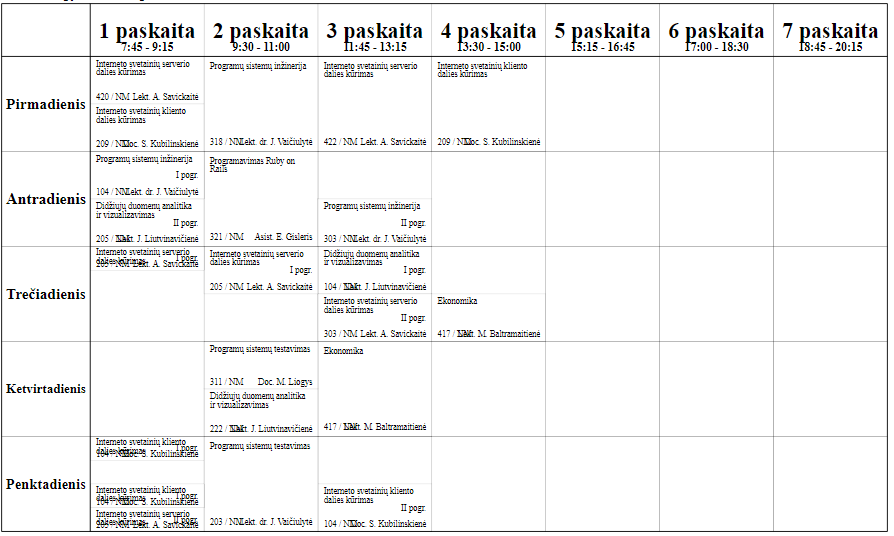 1 paskaita
7:45 - 9:15
2 paskaita
9:30 - 11:00
3 paskaita
11:45 - 13:15
4 paskaita
13:30 - 15:00
5 paskaita
15:15 - 16:45
6 paskaita
17:00 - 18:30
7 paskaita
18:45 - 20:15
Pirmadienis
Interneto svetainių serverio
dalies kūrimas
420 / NM Lekt. A. Savickaitė
Interneto svetainių kliento
dalies kūrimas
209 / NM Doc. S. Kubilinskienė
Programų sistemų inžinerija
318 / NM Lekt. dr. J. Vaičiulytė
Interneto svetainių serverio
dalies kūrimas
422 / NM Lekt. A. Savickaitė
Interneto svetainių kliento
dalies kūrimas
209 / NM Doc. S. Kubilinskienė
Antradienis
Programų sistemų inžinerija
I pogr.
104 / NM Lekt. dr. J. Vaičiulytė
Didžiųjų duomenų analitika
ir vizualizavimas
II pogr.
205 / NM Lekt. J. Liutvinavičienė
Programavimas Ruby on
Rails
321 / NM Asist. E. Gisleris
Programų sistemų inžinerija
II pogr.
303 / NM Lekt. dr. J. Vaičiulytė
Trečiadienis
Interneto svetainių serverio
dalies kūrimas
I pogr.
205 / NM Lekt. A. Savickaitė
Interneto svetainių serverio
dalies kūrimas
I pogr.
205 / NM Lekt. A. Savickaitė
Didžiųjų duomenų analitika
ir vizualizavimas
I pogr.
104 / NM Lekt. J. Liutvinavičienė
Interneto svetainių serverio
dalies kūrimas
II pogr.
303 / NM Lekt. A. Savickaitė
Ekonomika
417 / NM Lekt. M. Baltramaitienė
Ketvirtadienis
Programų sistemų testavimas
311 / NM Doc. M. Liogys
Didžiųjų duomenų analitika
ir vizualizavimas
222 / NM Lekt. J. Liutvinavičienė
Ekonomika
417 / NM Lekt. M. Baltramaitienė
Penktadienis
Interneto svetainių kliento
dalies kūrimas
I pogr.
104 / NM Doc. S. Kubilinskienė
Interneto svetainių kliento
dalies kūrimas
I pogr.
104 / NM Doc. S. Kubilinskienė
Interneto svetainių serverio
dalies kūrimas
II pogr.
205 / NM Lekt. A. Savickaitė
Programų sistemų testavimas
203 / NM Lekt. dr. J. Vaičiulytė
Interneto svetainių kliento
dalies kūrimas
II pogr.
104 / NM Doc. S. Kubilinskienė